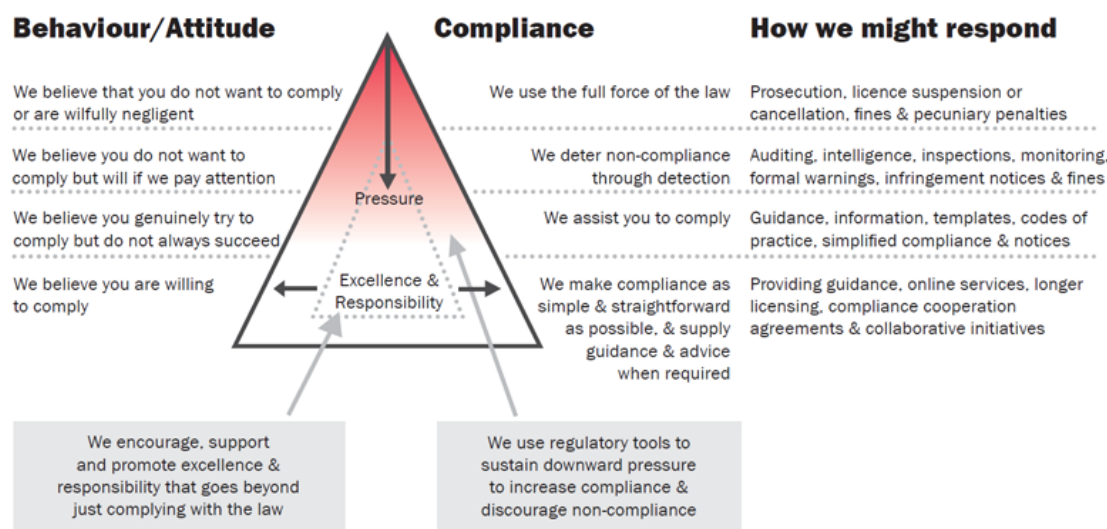 Behaviour/Attitude
Compliance
How we might respond
We believe that you do not want to comply
or are wilfully negligent
We use the full force of the law
Prosecution, licence suspension or
cancellation, fines & pecuniary penalties
We believe you do not want to
comply but will if we pay attention
We deter non-compliance
through detection
Auditing, intelligence, inspections, monitoring,
formal warnings, infringement notices & fines
Pressure
We believe you genuinely try to
comply but do not always succeed
We assist you to comply
Guidance, information, templates, codes of
practice, simplified compliance & notices
We believe you are willing
to comply
Excellence &
Responsibility
We make compliance as
simple & straightforward
as possible, & supply
guidance & advice
when required
Providing guidance, online services, longer
licensing, compliance cooperation
agreements & collaborative initiatives
We encourage, support
and promote excellence &
responsibility that goes beyond
just complying with the law
We use regulatory tools to
sustain downward pressure
to increase compliance &
discourage non-compliance